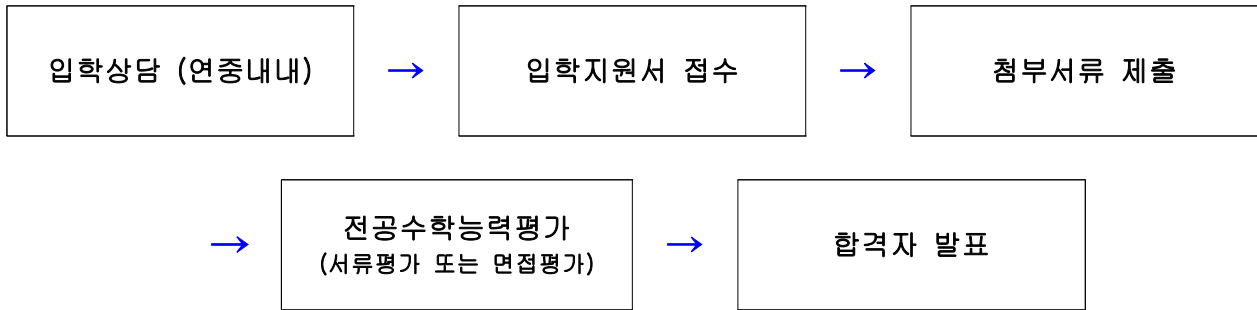 입학상담 (연중내내) → 입학지원서 접수 → 첨부서류 제출
→ 전공수학능력평가 → 합격자 발표
(서류평가 또는 면접평가)